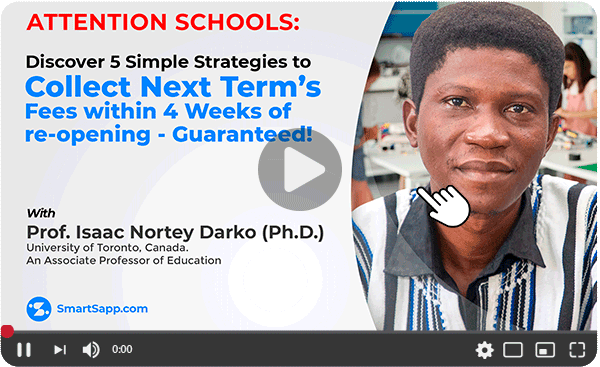 ATTENTION SCHOOLS:
Discover 5 Simple Strategies to
Collect Next Term's
Fees within 4 Weeks of
re-opening - Guaranteed!
With
Prof. Isaac Nortey Darko (Ph.D.)
University of Toronto, Canada.
An Associate Professor of Education
SmartSapp.com
0:00